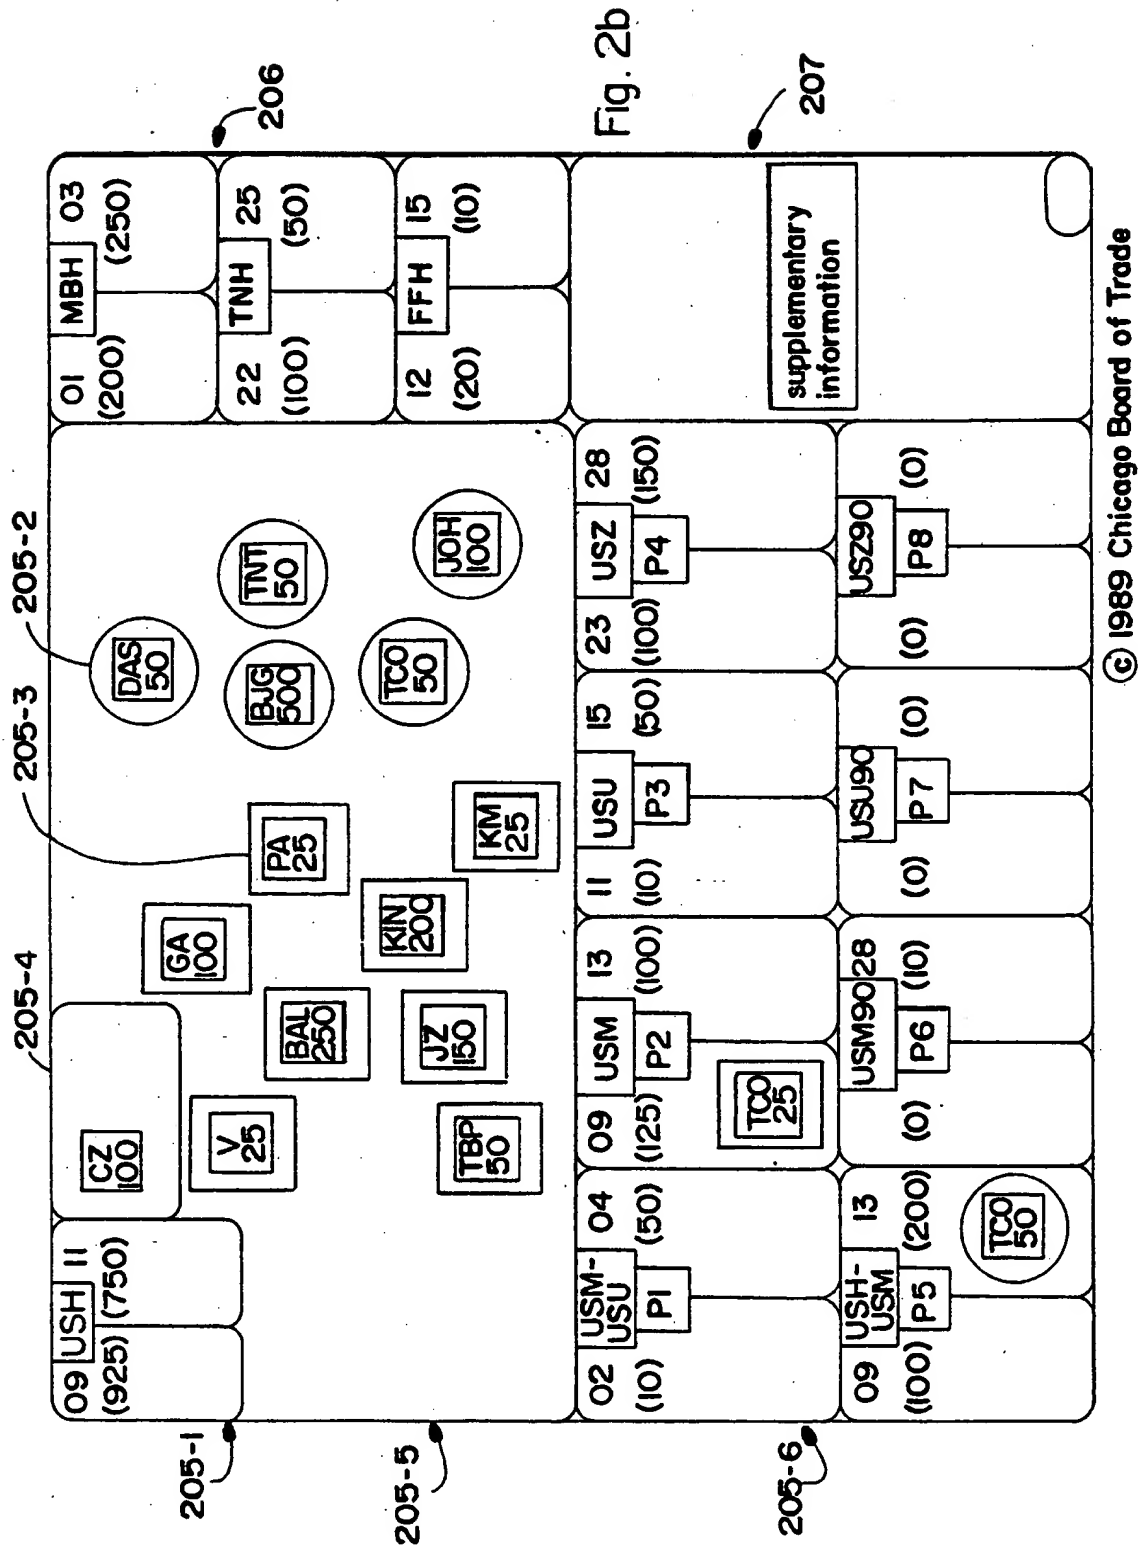 205-4
205-3
205-2
09 USH 11
(925) (750)
CZ
100
V
25
GA
100
BAL
250
PA
25
KIN
200
JZ
150
TBP
50
KM
25
DAS
50
TNT
50
BJG
500
TCO
50
JOH
100
01 MBH 03
(200) (250)
22 TNH 25
(100) (50)
12 FFH 15
(20) (10)
206
205-1
205-5
Fig. 2b
02 USM-
USU 04
(10) P1 (50)
09 USM 13
(125) P2 (100)
TCO
25
11 USU 15
(10) P3 (50)
23 USZ 28
(100) P4 (150)
supplementary
information
207
205-6
09 USH-
USM 13
(100) P5 (200)
TCO
50
USM90 28
(0) P6 (10)
USU90
(0) P7 (0)
USZ90
(0) P8 (0)
© 1989 Chicago Board of Trade